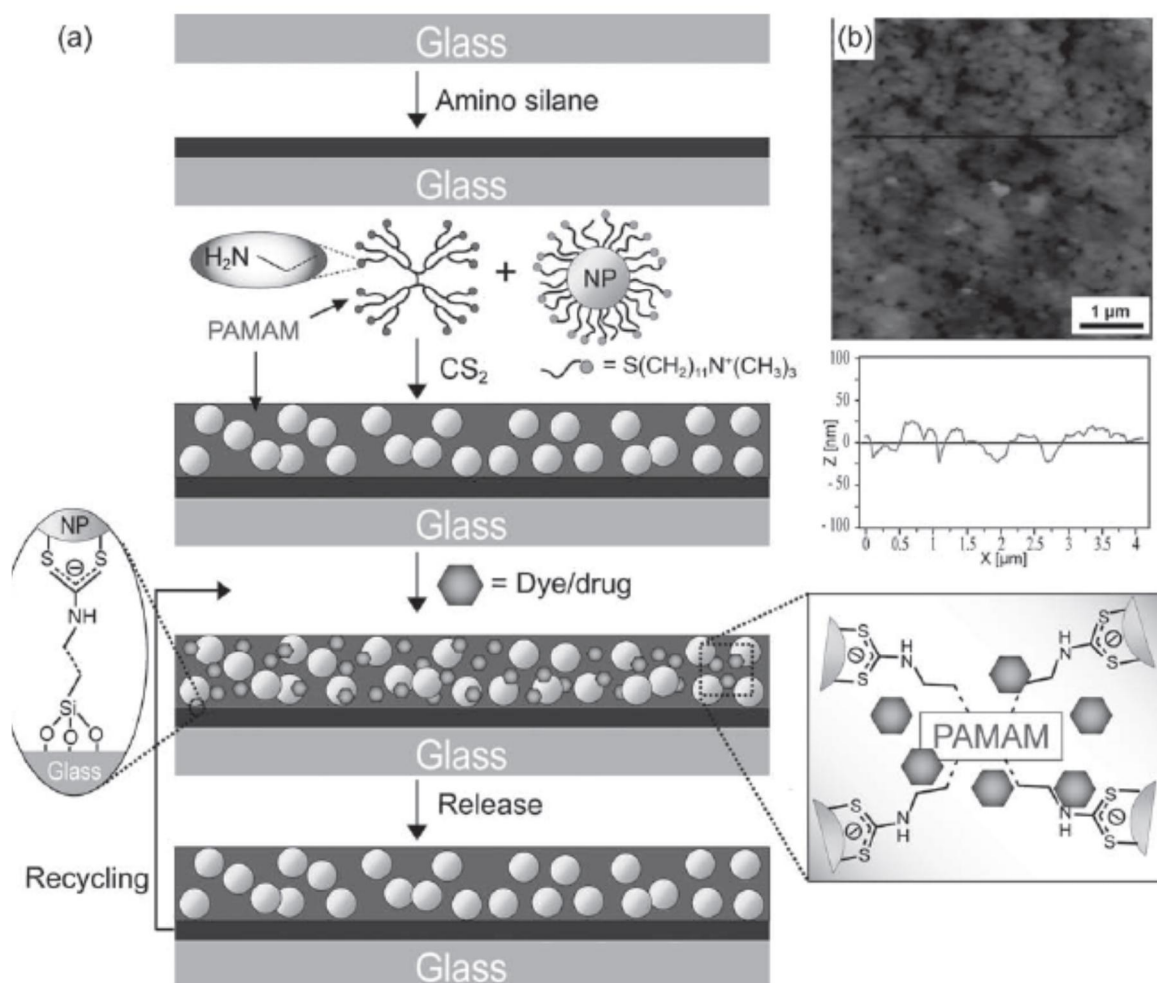 (a)
Glass
Amino silane
Glass
H₂N
+
NP
PAMAM
CS₂
= S(CH₂)₁₁N⁺(CH₃)₃
Glass
= Dye/drug
NP
S
S
⊖
NH
Si
O
O
O
Glass
Glass
Release
Recycling
Glass
(b)
1 µm
100
50
0
- 50
- 100
Z [nm]
0
0.5
1
1.5
2
2.5
3
3.5
4
X [µm]
S
S
⊖
N
H
H
N
S
S
⊖
PAMAM
S
S
⊖
N
H
N
H
S
S
⊖